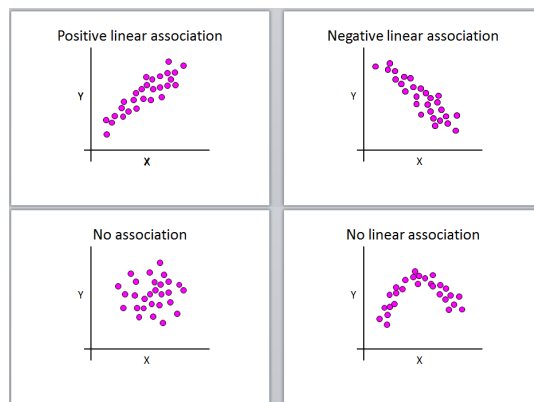 Positive linear association
Y
X
Negative linear association
Y
X
No association
Y
X
No linear association
Y
X